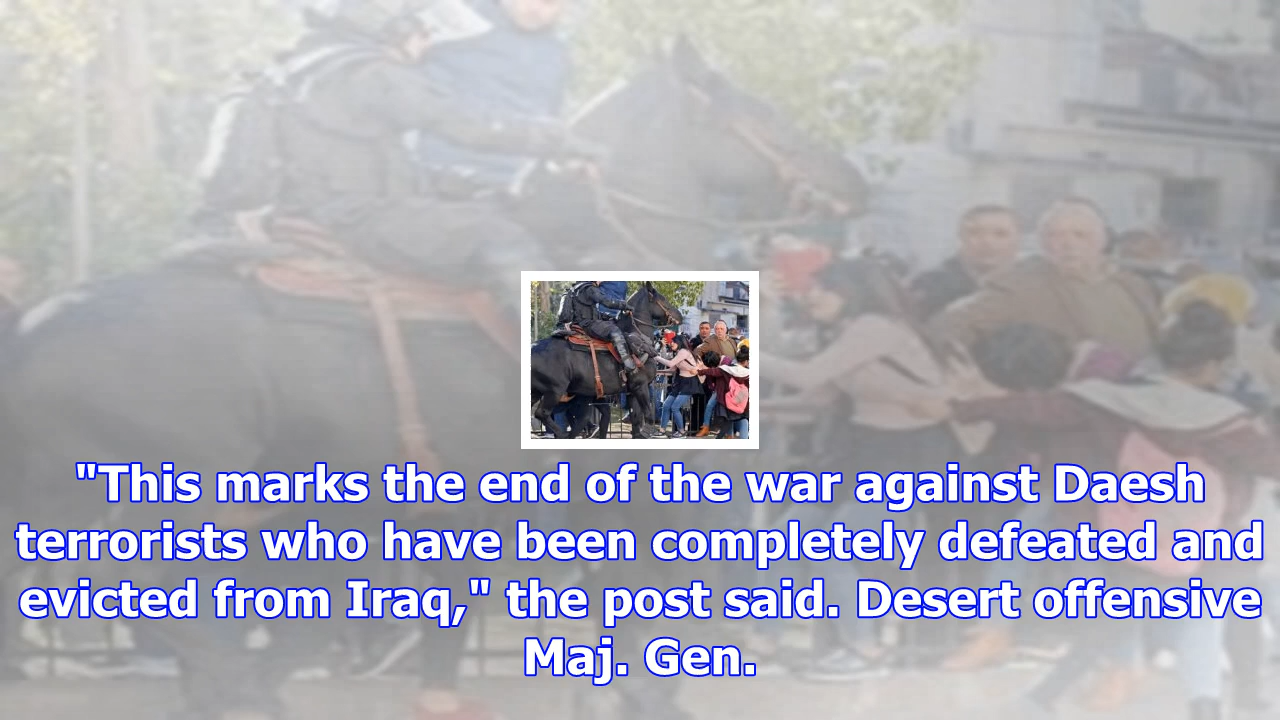 "This marks the end of the war against Daesh
terrorists who have been completely defeated and
evicted from Iraq," the post said. Desert offensive
Maj. Gen.